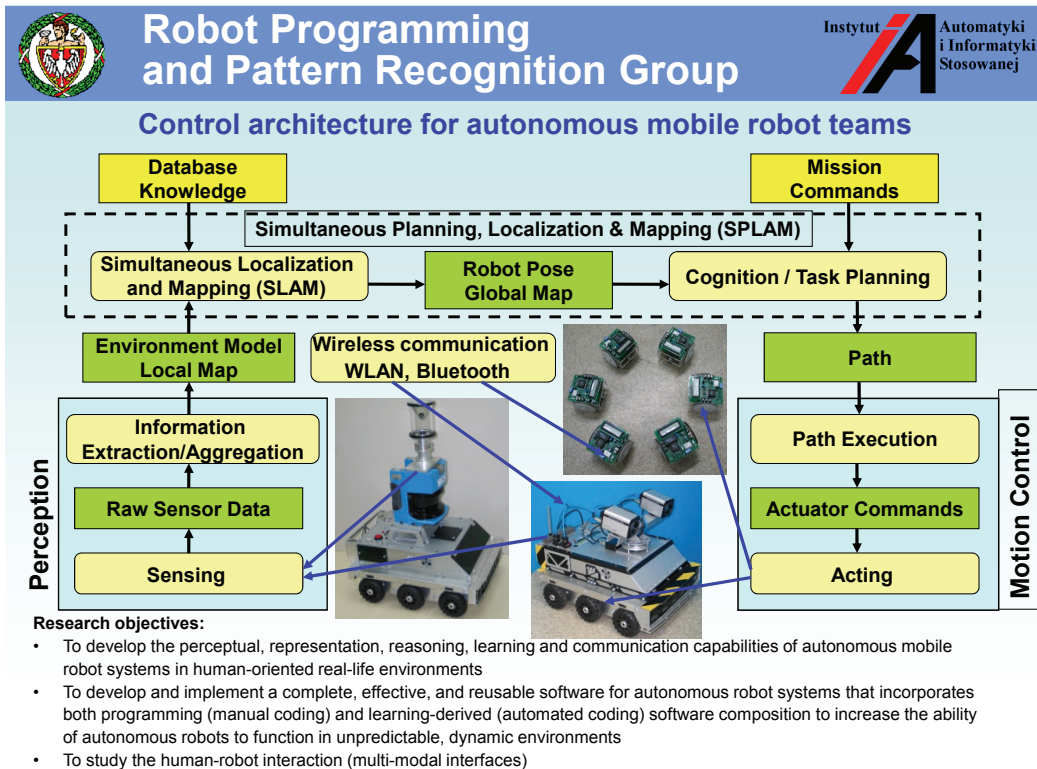 Robot Programming
and Pattern Recognition Group
Instytut
Automatyki
i Informatyki
Stosowanej
Control architecture for autonomous mobile robot teams
Database
Knowledge
Mission
Commands
Simultaneous Planning, Localization & Mapping (SPLAM)
Simultaneous Localization
and Mapping (SLAM)
Robot Pose
Global Map
Cognition / Task Planning
Environment Model
Local Map
Wireless communication
WLAN, Bluetooth
Path
Perception
Information
Extraction/Aggregation
Raw Sensor Data
Sensing
Path Execution
Actuator Commands
Acting
Motion Control
Research objectives:
• To develop the perceptual, representation, reasoning, learning and communication capabilities of autonomous mobile
robot systems in human-oriented real-life environments
• To develop and implement a complete, effective, and reusable software for autonomous robot systems that incorporates
both programming (manual coding) and learning-derived (automated coding) software composition to increase the ability
of autonomous robots to function in unpredictable, dynamic environments
• To study the human-robot interaction (multi-modal interfaces)